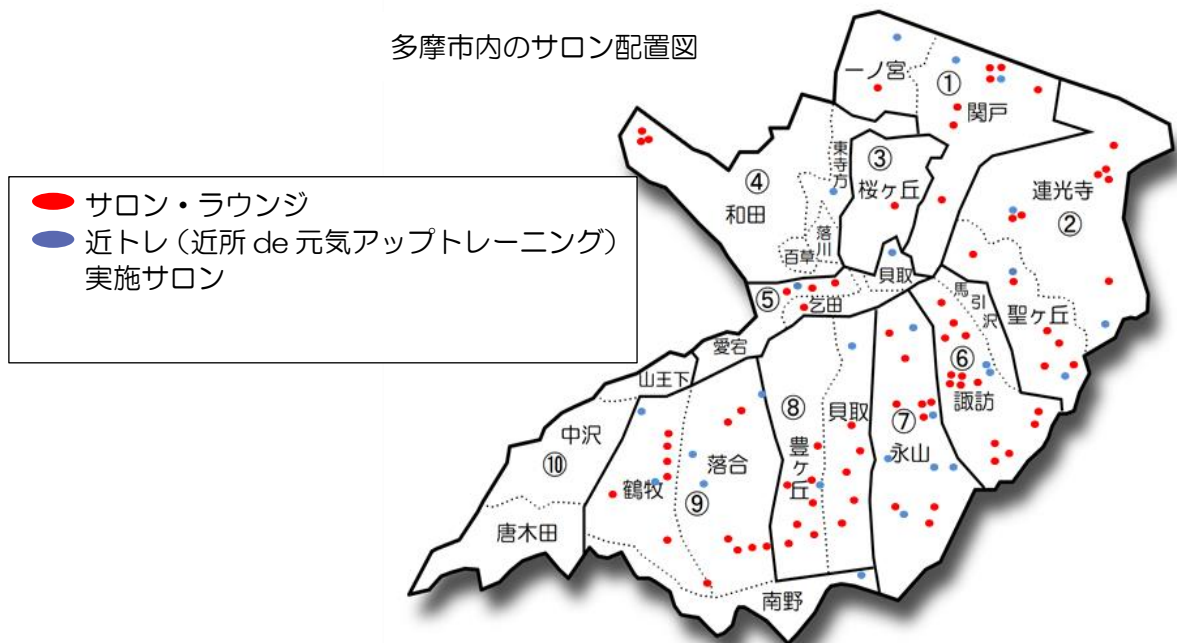 多摩市内のサロン配置図
サロン・ラウンジ
近トレ（近所 de 元気アップトレーニング）
実施サロン
一ノ宮
①
関戸
東寺方
③
桜ヶ丘
④
和田
連光寺
②
落川
百草
貝取
⑤
乞田
馬引沢
聖ヶ丘
愛宕
⑥
諏訪
山王下
⑧
貝取
⑦
永山
中沢
⑩
豊ヶ丘
落合
鶴牧
⑨
唐木田
南野